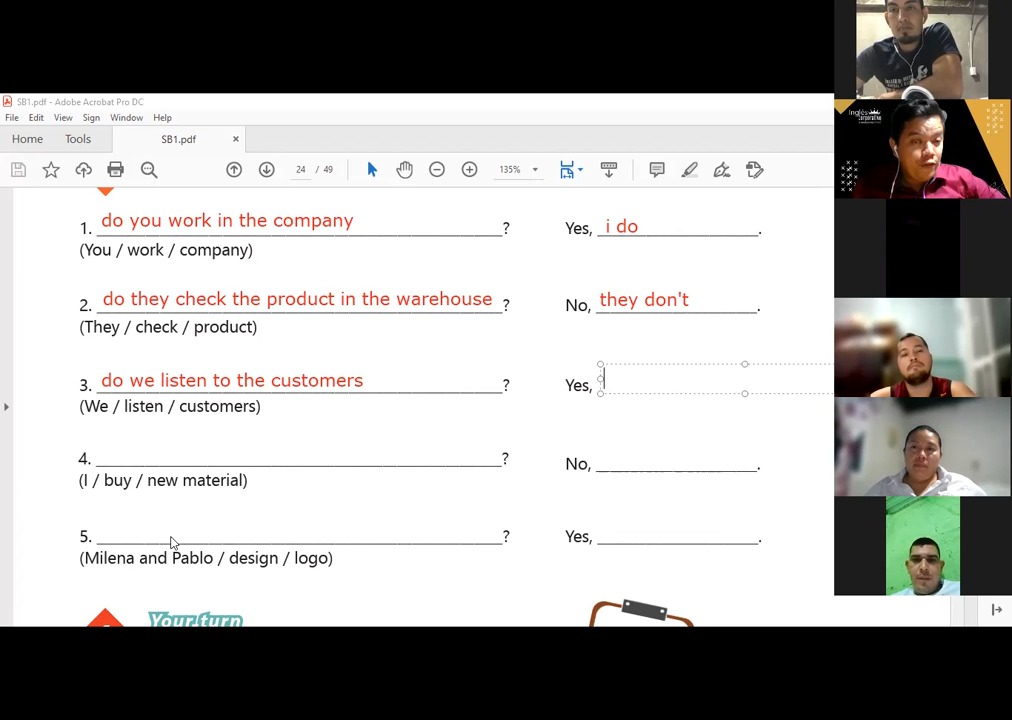 SB1.pdf - Adobe Acrobat Pro DC
File Edit View Sign Window Help
Home Tools SB1.pdf ×
24 / 49 135%
1. do you work in the company ? Yes, i do .
(You / work / company)
2. do they check the product in the warehouse ? No, they don't .
(They / check / product)
3. do we listen to the customers ? Yes,
(We / listen / customers)
4. ? No, .
(I / buy / new material)
5. ? Yes, .
(Milena and Pablo / design / logo)
Your turn
Inglés
Corporativo